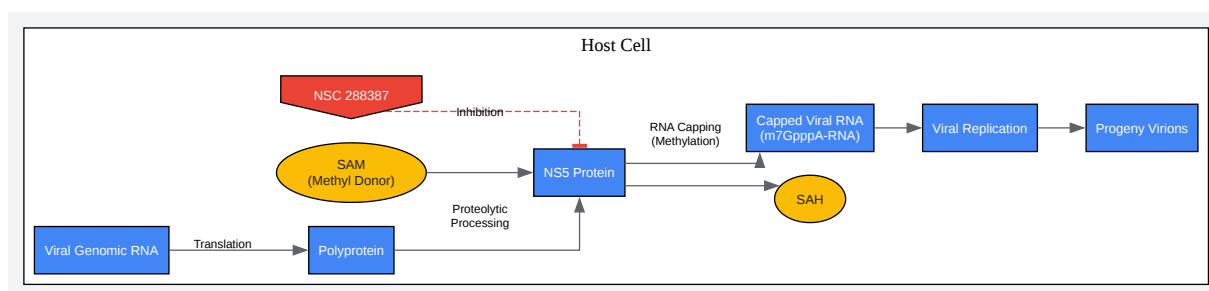 Host Cell
NSC 288387
Inhibition
SAM
(Methyl Donor)
NS5 Protein
RNA Capping
(Methylation)
Capped Viral RNA
(m7GpppA-RNA)
Viral Replication
Progeny Virions
SAH
Proteolytic
Processing
Viral Genomic RNA
Translation
Polyprotein